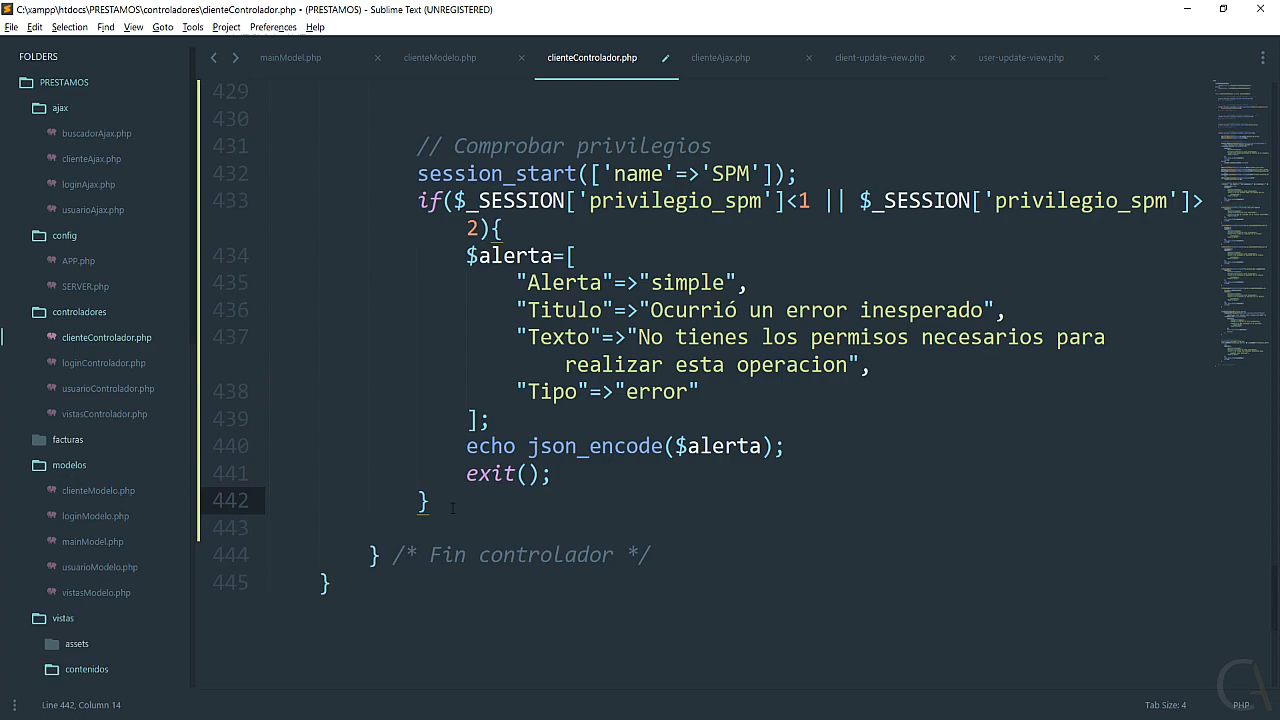 C:\xampp\htdocs\PRESTAMOS\controladores\clienteControlador.php • (PRESTAMOS) - Sublime Text (UNREGISTERED)
File Edit Selection Find View Goto Tools Project Preferences Help
FOLDERS
PRESTAMOS
ajax
buscadorAjax.php
clienteAjax.php
loginAjax.php
usuarioAjax.php
config
APP.php
SERVER.php
controladores
clienteControlador.php
loginControlador.php
usuarioControlador.php
vistasControlador.php
facturas
modelos
clienteModelo.php
loginModelo.php
mainModel.php
usuarioModelo.php
vistasModelo.php
vistas
assets
contenidos
mainModel.php clienteModelo.php clienteControlador.php clienteAjax.php client-update-view.php user-update-view.php
429
430
431 // Comprobar privilegios
432 session_start(['name'=>'SPM']);
433 if($_SESSION['privilegio_spm']<1 || $_SESSION['privilegio_spm']>
2){
434 $alerta=[
435 "Alerta"=>"simple",
436 "Titulo"=>"Ocurrió un error inesperado",
437 "Texto"=>"No tienes los permisos necesarios para
realizar esta operacion",
438 "Tipo"=>"error"
439 ];
440 echo json_encode($alerta);
441 exit();
442 }
443
444 } /* Fin controlador */
445 }
Line 442, Column 14 Tab Size: 4 PHP